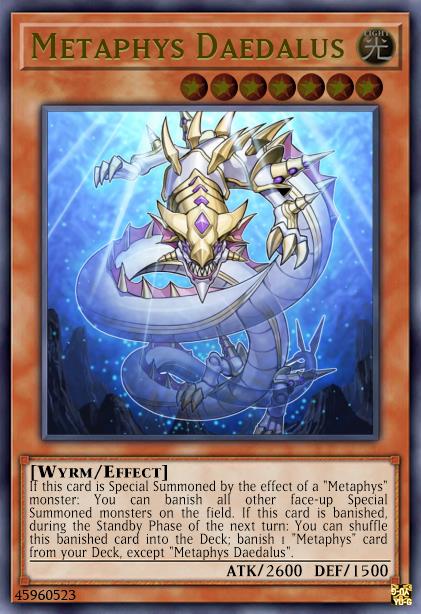 METAPHYS DAEDALUS
LIGHT
光
[WYRM/EFFECT]
If this card is Special Summoned by the effect of a "Metaphys"
monster: You can banish all other face-up Special
Summoned monsters on the field. If this card is banished,
during the Standby Phase of the next turn: You can shuffle
this banished card into the Deck; banish 1 "Metaphys" card
from your Deck, except "Metaphys Daedalus".
ATK/2600 DEF/1500
45960523